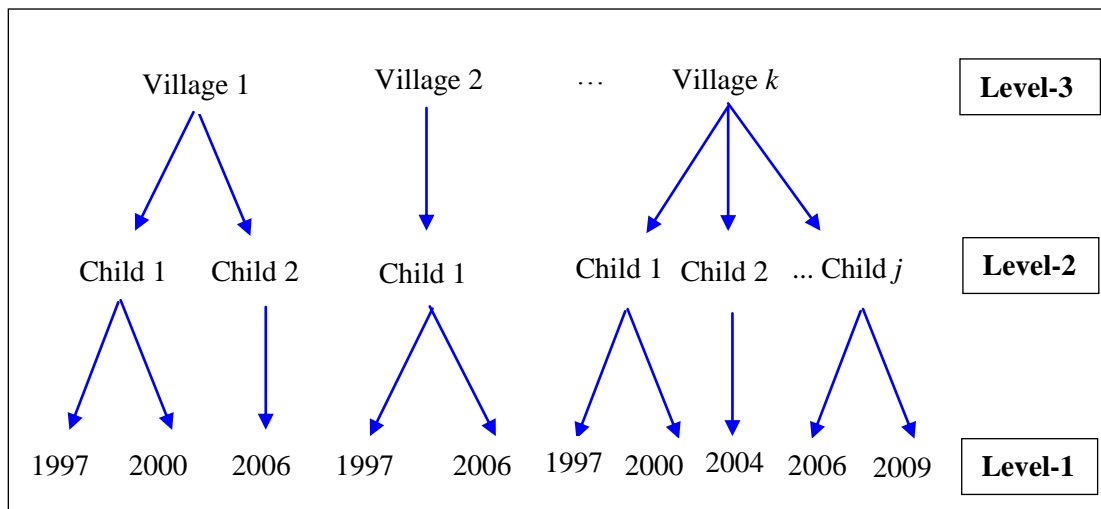 Village 1 Village 2 ... Village k Level-3
Child 1 Child 2 Child 1 Child 1 Child 2 ... Child j Level-2
1997 2000 2006 1997 2006 1997 2000 2004 2006 2009 Level-1